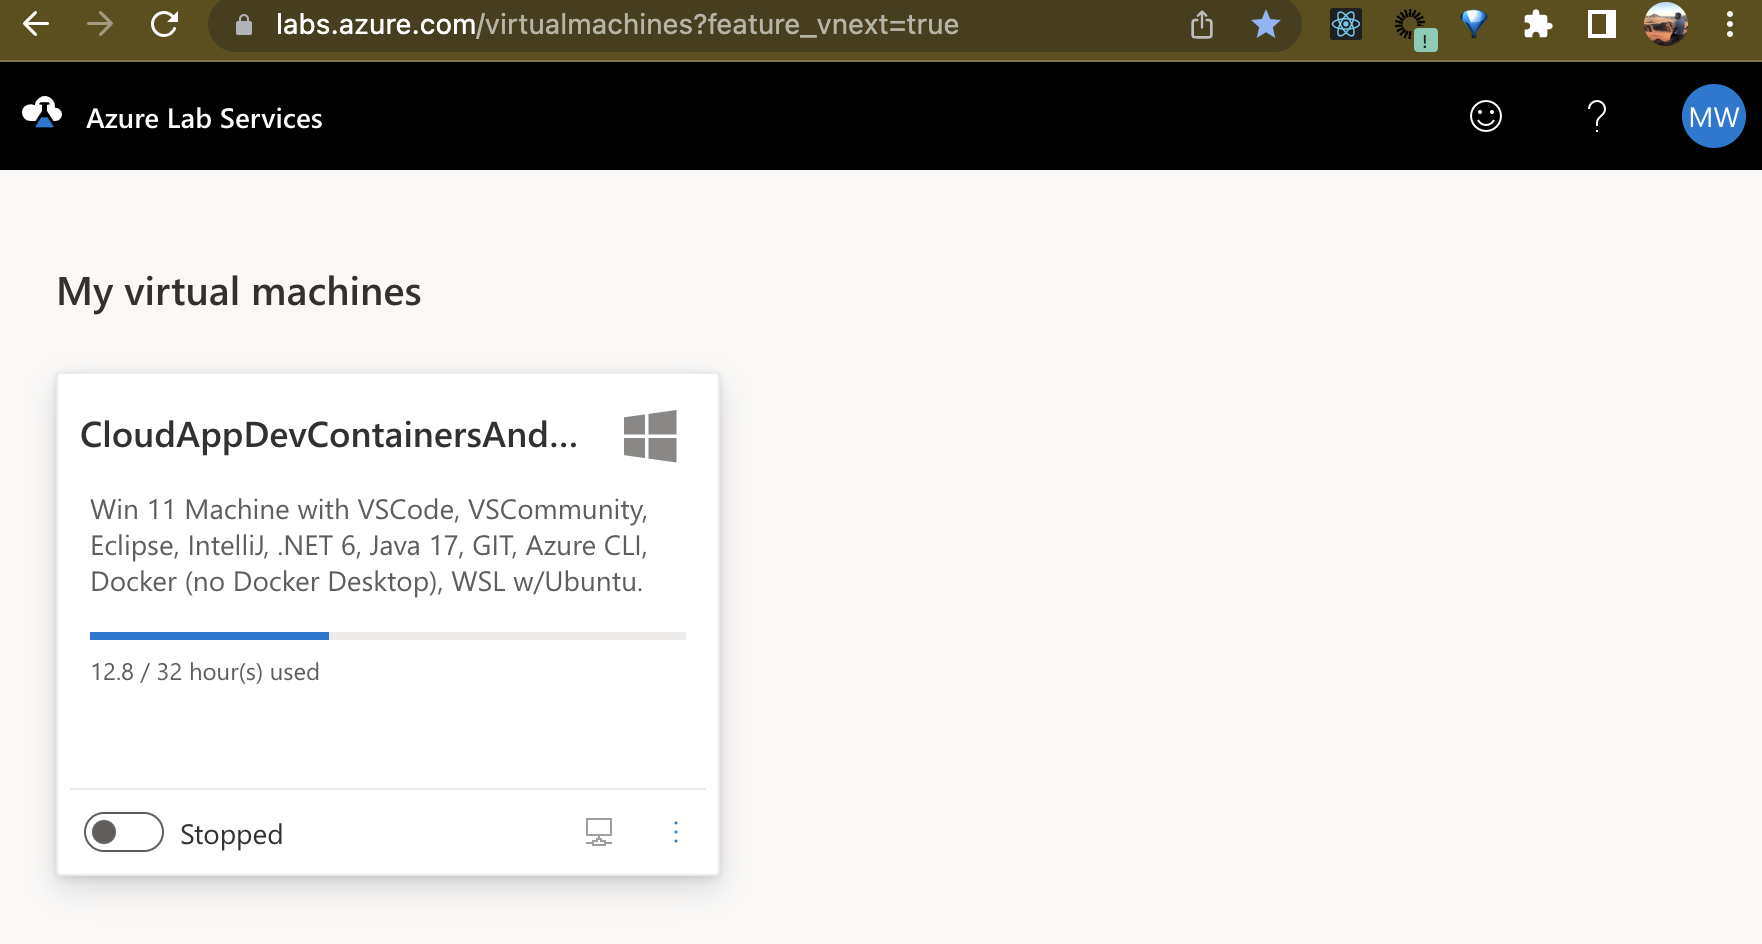 labs.azure.com/virtualmachines?feature_vnext=true
!
Azure Lab Services
?
MW
My virtual machines
CloudAppDevContainersAnd...
Win 11 Machine with VSCode, VSCommunity,
Eclipse, IntelliJ, .NET 6, Java 17, GIT, Azure CLI,
Docker (no Docker Desktop), WSL w/Ubuntu.
12.8 / 32 hour(s) used
Stopped